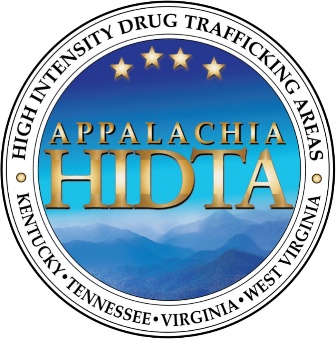 HIGH INTENSITY DRUG TRAFFICKING AREAS
APPALACHIA
HIDTA
KENTUCKY • TENNESSEE • VIRGINIA • WEST VIRGINIA